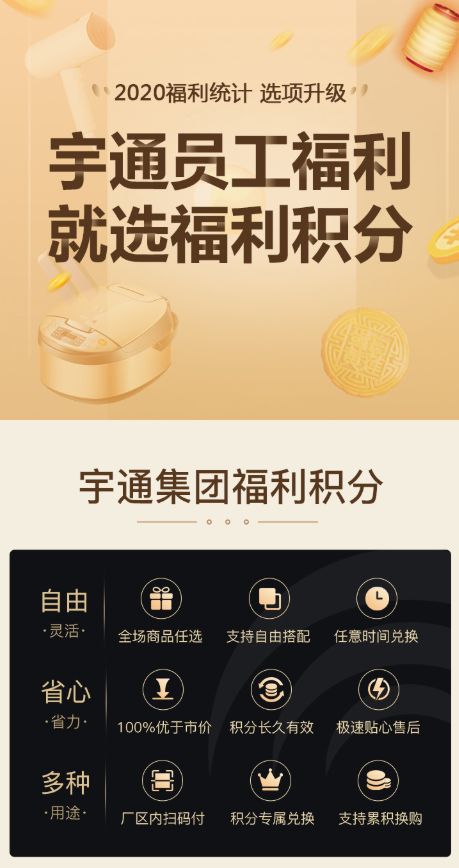 2020福利统计 选项升级
宇通员工福利
就选福利积分
宇通集团福利积分
自由
·灵活·
全场商品任选
支持自由搭配
任意时间兑换
省心
·省力·
100%优于市价
积分长久有效
极速贴心售后
多种
·用途·
厂区内扫码付
积分专属兑换
支持累积换购